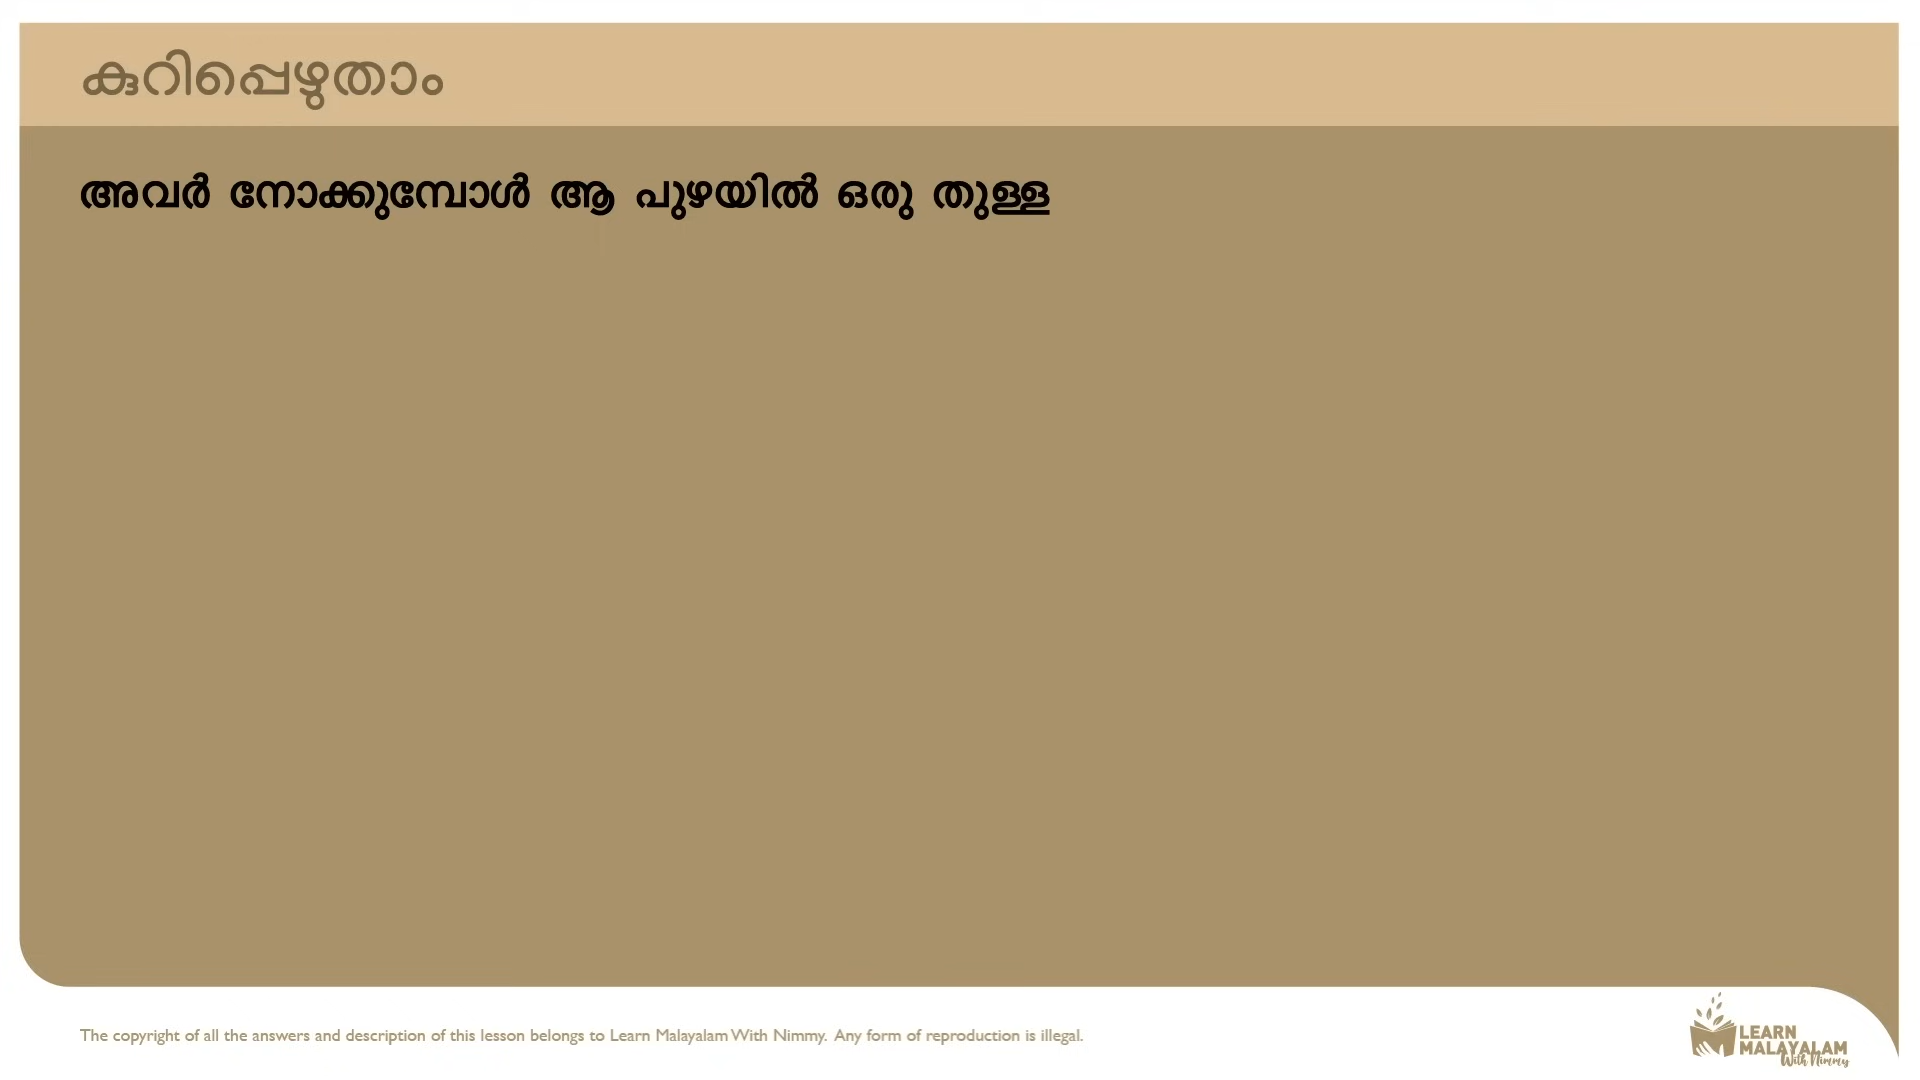 കുറിപ്പെഴുതാം
അവർ നോക്കുമ്പോൾ ആ പുഴയിൽ ഒരു തുള്ള
The copyright of all the answers and description of this lesson belongs to Learn Malayalam With Nimmy. Any form of reproduction is illegal.
LEARN
MALAYALAM
With Nimmy